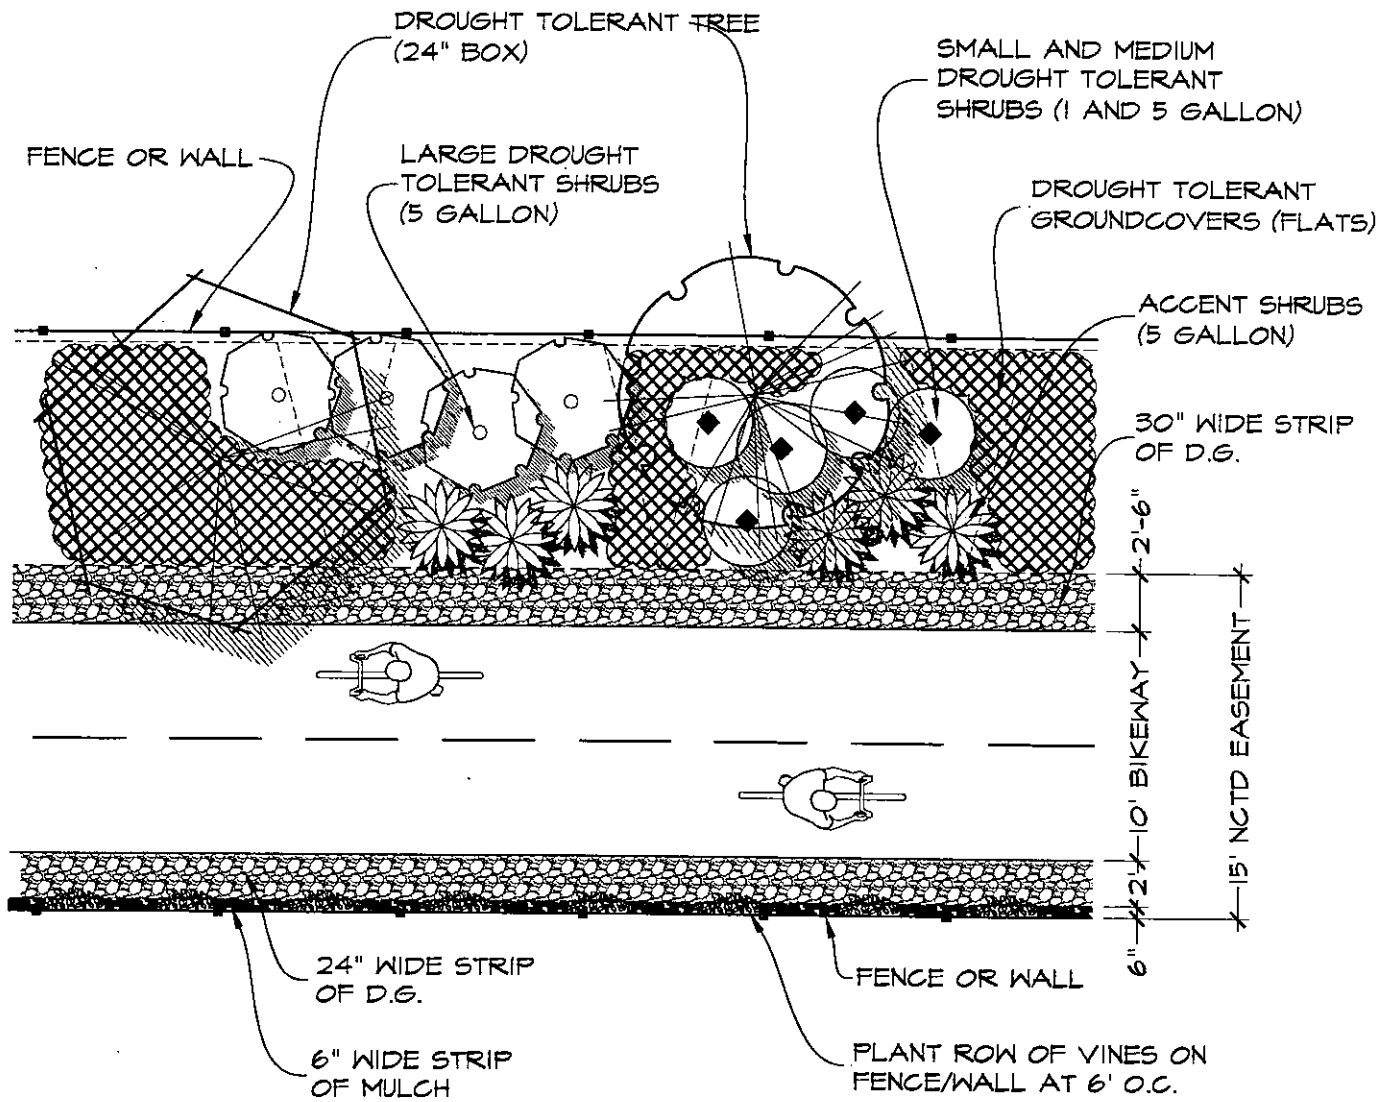 DROUGHT TOLERANT TREE
(24" BOX)
SMALL AND MEDIUM
DROUGHT TOLERANT
SHRUBS (1 AND 5 GALLON)
FENCE OR WALL
LARGE DROUGHT
TOLERANT SHRUBS
(5 GALLON)
DROUGHT TOLERANT
GROUNDCOVERS (FLATS)
ACCENT SHRUBS
(5 GALLON)
30" WIDE STRIP
OF D.G.
2'-6"
10' BIKEWAY
2'
6"
15' NCTD EASEMENT
24" WIDE STRIP
OF D.G.
FENCE OR WALL
6" WIDE STRIP
OF MULCH
PLANT ROW OF VINES ON
FENCE/WALL AT 6' O.C.